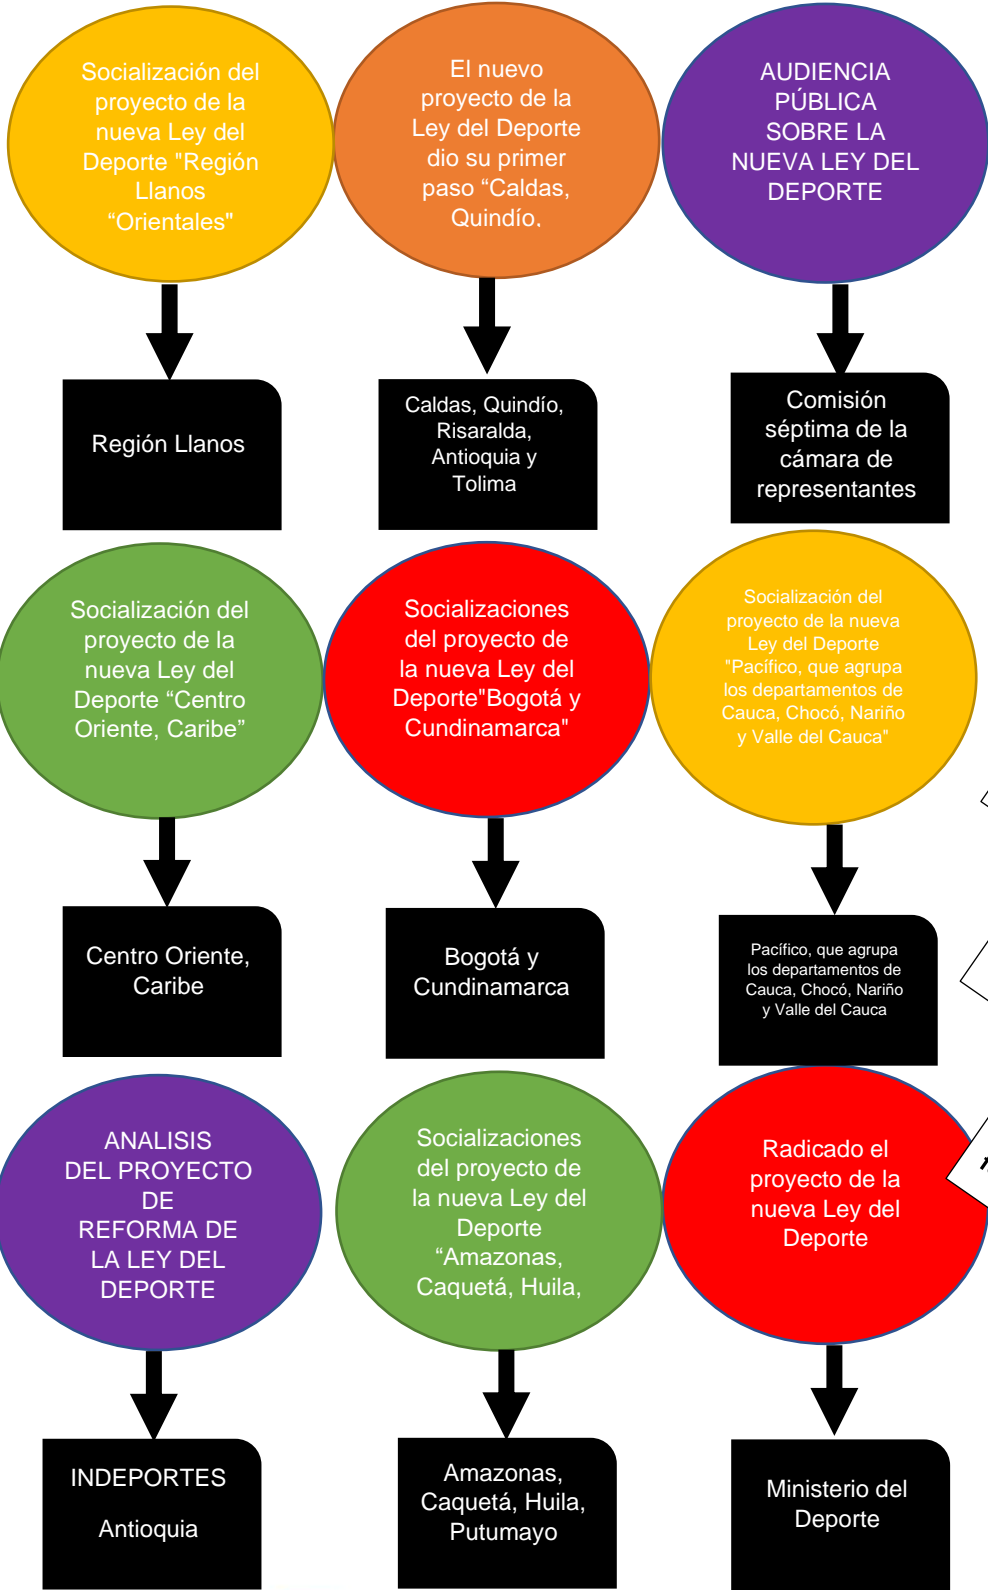 Socialización del
proyecto de la
nueva Ley del
Deporte "Región
Llanos
“Orientales"
El nuevo
proyecto de la
Ley del Deporte
dio su primer
paso “Caldas,
Quindío,
AUDIENCIA
PÚBLICA
SOBRE LA
NUEVA LEY DEL
DEPORTE
Región Llanos
Caldas, Quindío,
Risaralda,
Antioquia y
Tolima
Comisión
séptima de la
cámara de
representantes
Socialización del
proyecto de la
nueva Ley del
Deporte “Centro
Oriente, Caribe”
Socializaciones
del proyecto de
la nueva Ley del
Deporte"Bogotá y
Cundinamarca"
Socialización del
proyecto de la nueva
Ley del Deporte
"Pacífico, que agrupa
los departamentos de
Cauca, Chocó, Nariño
y Valle del Cauca"
Centro Oriente,
Caribe
Bogotá y
Cundinamarca
Pacífico, que agrupa
los departamentos de
Cauca, Chocó, Nariño
y Valle del Cauca
ANALISIS
DEL PROYECTO
DE
REFORMA DE
LA LEY DEL
DEPORTE
Socializaciones
del proyecto de
la nueva Ley del
Deporte
“Amazonas,
Caquetá, Huila,
Radicado el
proyecto de la
nueva Ley del
Deporte
INDEPORTES
Antioquia
Amazonas,
Caquetá, Huila,
Putumayo
Ministerio del
Deporte